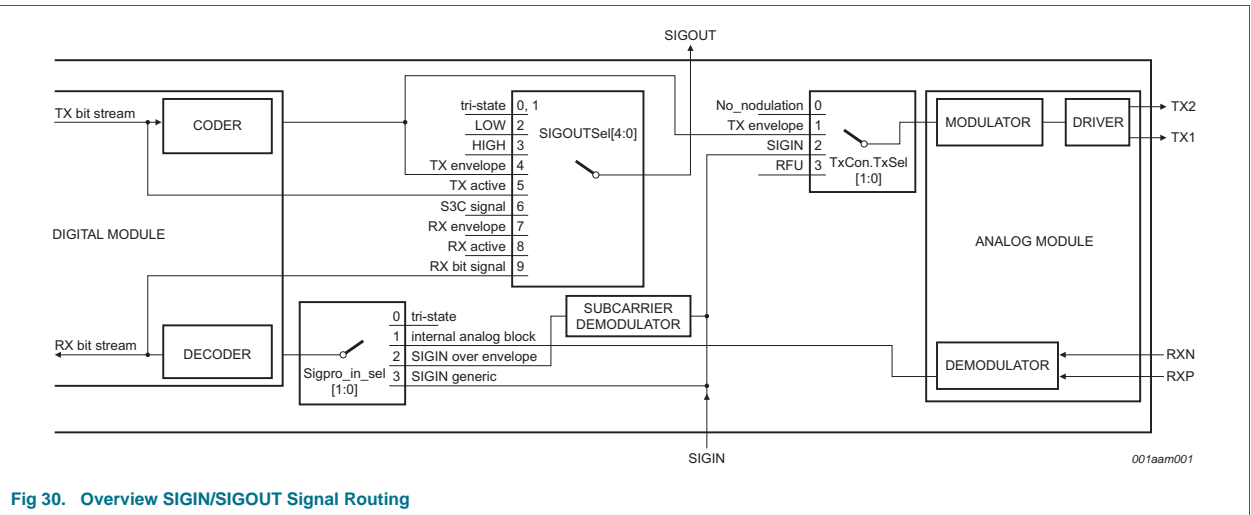 SIGOUT
TX bit stream
CODER
tri-state 0, 1
LOW 2
HIGH 3
TX envelope 4
TX active 5
S3C signal 6
RX envelope 7
RX active 8
RX bit signal 9
SIGOUTSel[4:0]
No_nodulation 0
TX envelope 1
SIGIN 2
RFU 3
TxCon.TxSel
[1:0]
MODULATOR
DRIVER
TX2
TX1
DIGITAL MODULE
ANALOG MODULE
RX bit stream
DECODER
Sigpro_in_sel
[1:0]
0 tri-state
1 internal analog block
2 SIGIN over envelope
3 SIGIN generic
SUBCARRIER
DEMODULATOR
DEMODULATOR
RXN
RXP
SIGIN
001aam001
Fig 30. Overview SIGIN/SIGOUT Signal Routing